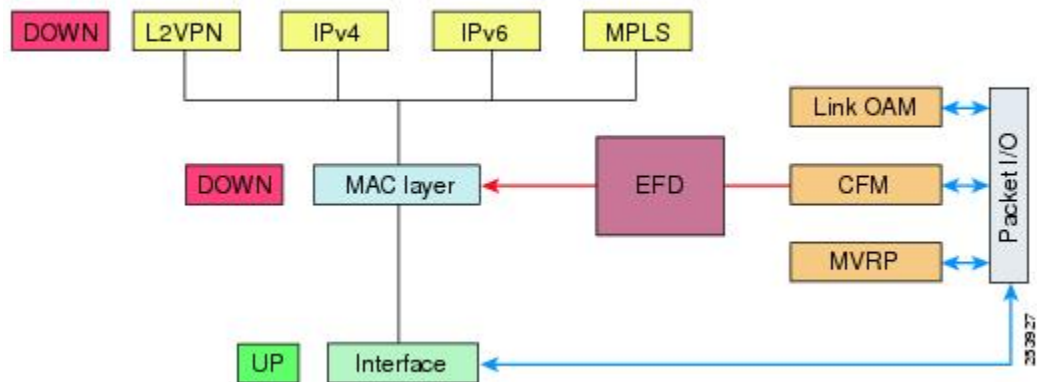 DOWN L2VPN IPv4 IPv6 MPLS
Link OAM
DOWN MAC layer EFD CFM
Packet I/O
MVRP
UP Interface
253927